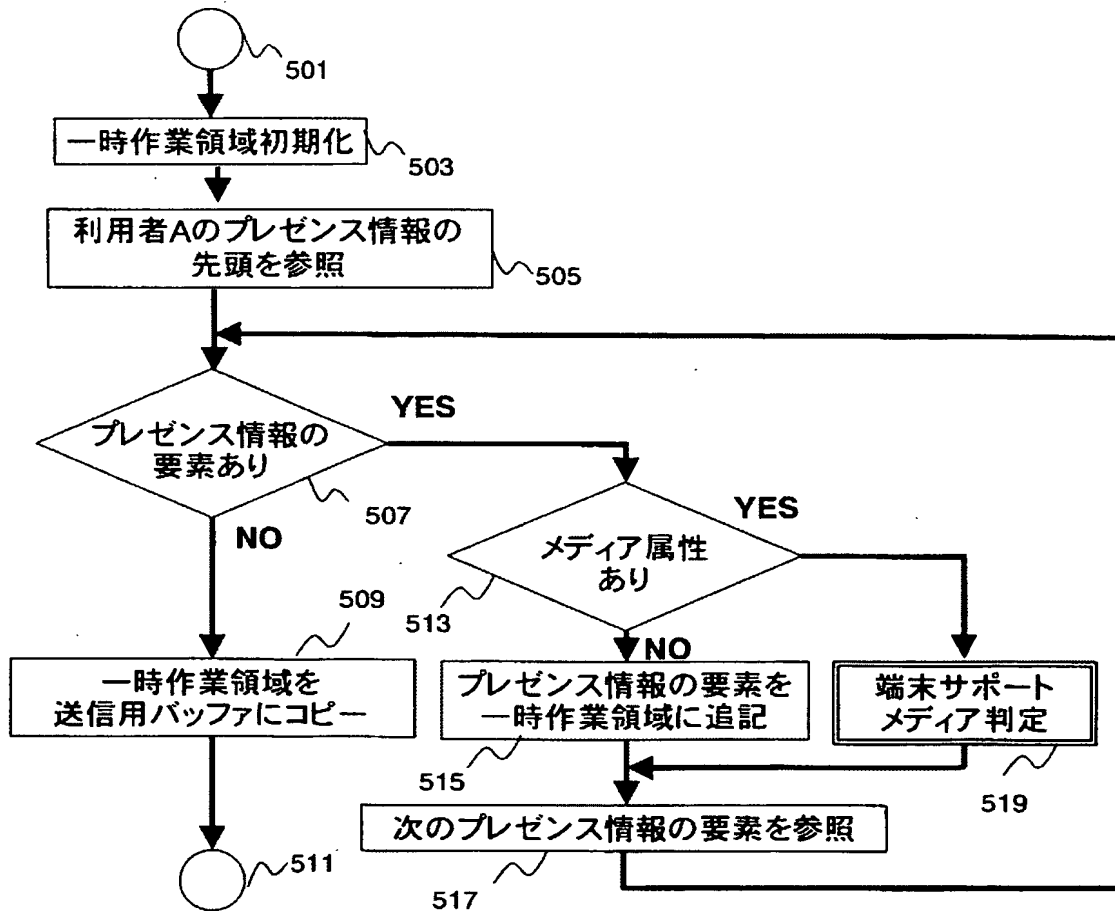 501
一時作業領域初期化
503
利用者Aのプレゼンス情報の
先頭を参照
505
プレゼンス情報の
要素あり
YES
507
NO
メディア属性
あり
YES
513
NO
509
一時作業領域を
送信用バッファにコピー
プレゼンス情報の要素を
一時作業領域に追記
515
端末サポート
メディア判定
519
次のプレゼンス情報の要素を参照
517
511